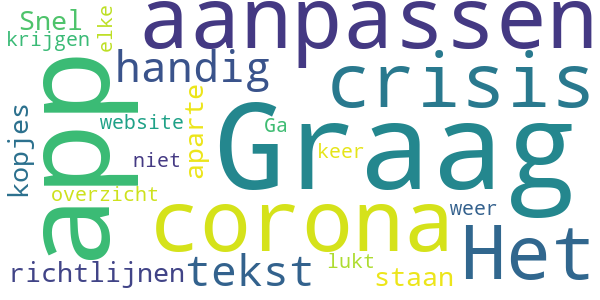 Snel
elke
aanpassen
krijgen
handig
crisis
app
kopjes
website
aparte
Graag
Ga
niet
keer
overzicht
corona
weer
Het
richtlijnen
tekst
lukt
staan